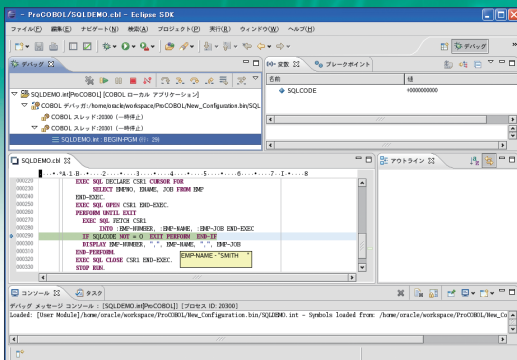 - ProCOBOL/SQLDEMO.cbl - Eclipse SDK
ファイル(F) 編集(E) ナビゲート(N) 検索(A) プロジェクト(P) 実行(R) ウィンドウ(W) ヘルプ(H)
デバッグ
デバッグ
変数 ブレークポイント
SQLDEMO.int[ProCOBOL] [COBOL ローカル アプリケーション]
COBOL デバッガ:/home/oracle/workspace/ProCOBOL/New_Configuration.bin/SQL
COBOL スレッド:20300 (一時停止)
COBOL スレッド:20301 (一時停止)
SQLDEMO.int : BEGIN-PGM (行: 29)
名前 値
SQLCODE +0000000000
SQLDEMO.cbl
アウトライン
000220 EXEC SQL DECLARE CSR1 CURSOR FOR
000230 SELECT EMPNO, ENAME, JOB FROM EMP
000240 END-EXEC.
000250 EXEC SQL OPEN CSR1 END-EXEC.
000260 PERFORM UNTIL EXIT
000270 EXEC SQL FETCH CSR1
000280 INTO :EMP-NUMBER, :EMP-NAME, :EMP-JOB END-EXEC
000290 IF SQLCODE NOT = 0 EXIT PERFORM END-IF
000300 DISPLAY EMP-NUMBER, ",", EMP-NAME, ",", EMP-JOB
000310 END-PERFORM.
000320 EXEC SQL CLOSE CSR1 END-EXEC.
000330 STOP RUN.
EMP-NAME - "SMITH "
コンソール タスク
デバッグ メッセージ コンソール : [SQLDEMO.int[ProCOBOL]] [プロセス ID: 20300]
Loaded: [User Module]/home/oracle/workspace/ProCOBOL/New_Configuration.bin/SQLDEMO.int - Symbols loaded from: /home/oracle/workspace/ProCOBOL/New_Co